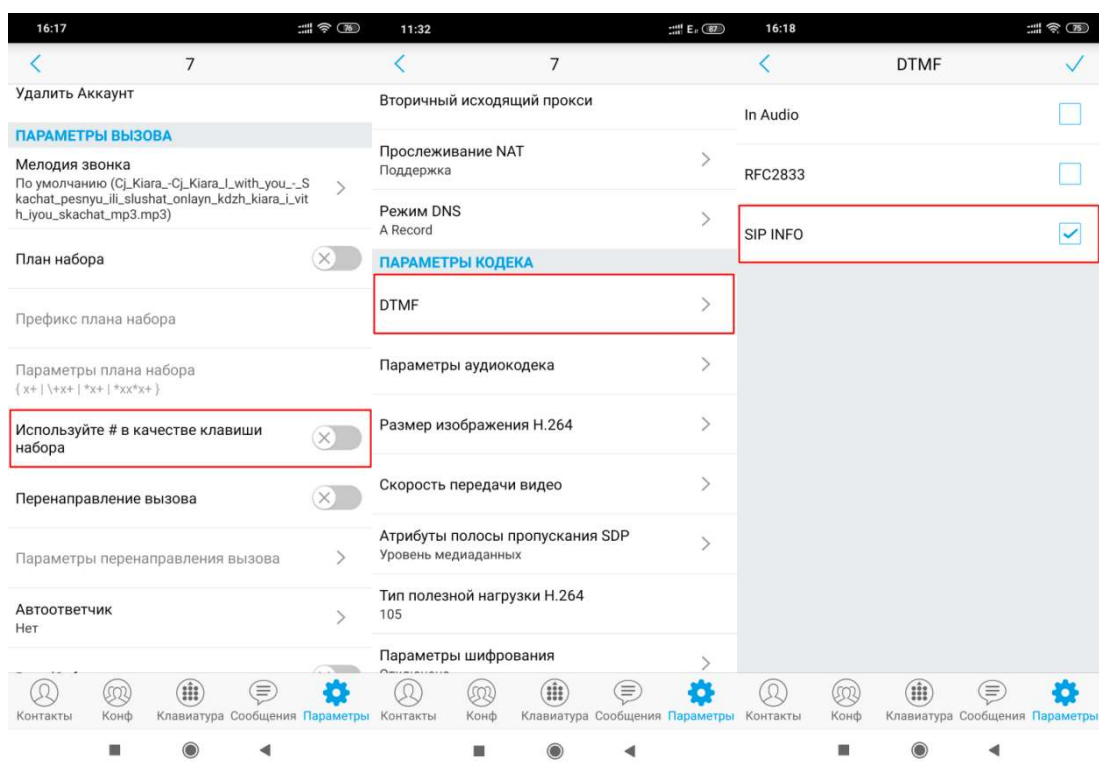 16:17
76
7
Удалить Аккаунт
ПАРАМЕТРЫ ВЫЗОВА
Мелодия звонка
По умолчанию (Cj_Kiara_-Cj_Kiara_I_with_you_-_S
kachat_pesnyu_ili_slushat_onlayn_kdzh_kiara_i_vit
h_iyou_skachat_mp3.mp3)
План набора
Префикс плана набора
Параметры плана набора
{ x+ | \+x+ | *x+ | *xx*x+ }
Используйте # в качестве клавиши
набора
Перенаправление вызова
Параметры перенаправления вызова
Автоответчик
Нет
Контакты Конф Клавиатура Сообщения Параметры
11:32
E 87
7
Вторичный исходящий прокси
Прослеживание NAT
Поддержка
Режим DNS
A Record
ПАРАМЕТРЫ КОДЕКА
DTMF
Параметры аудиокодека
Размер изображения H.264
Скорость передачи видео
Атрибуты полосы пропускания SDP
Уровень медиаданных
Тип полезной нагрузки H.264
105
Параметры шифрования
Контакты Конф Клавиатура Сообщения Параметры
16:18
75
DTMF
In Audio
RFC2833
SIP INFO
Контакты Конф Клавиатура Сообщения Параметры